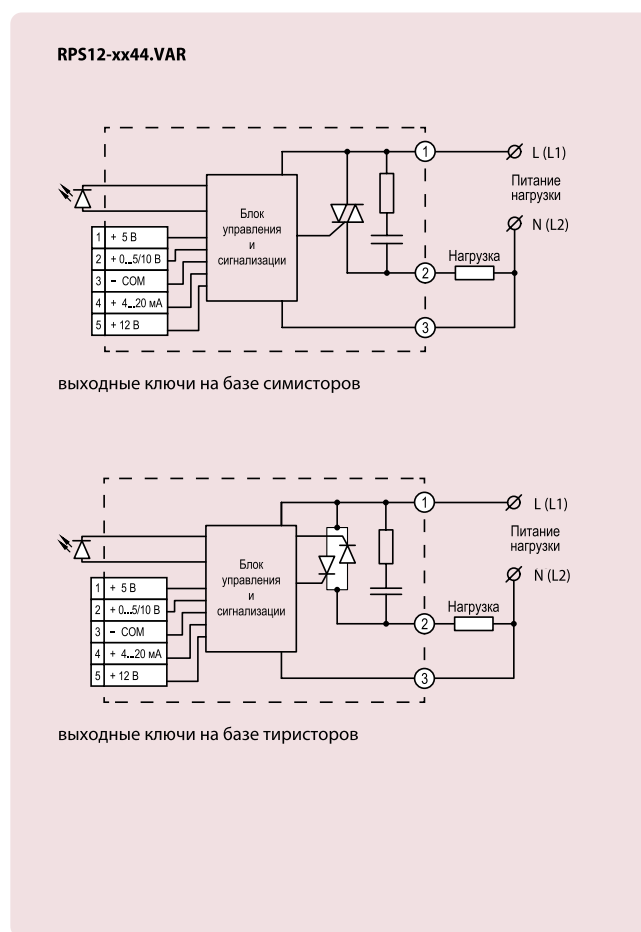 RPS12-xx44.VAR
1
L (L1)
Питание
нагрузки
N (L2)
Блок
управления
и
сигнализации
1 + 5 В
2 + 0...5/10 В
3 – COM
4 + 4...20 мА
5 + 12 В
Нагрузка
2
3
выходные ключи на базе симисторов
1
L (L1)
Питание
нагрузки
N (L2)
Блок
управления
и
сигнализации
1 + 5 В
2 + 0...5/10 В
3 – COM
4 + 4...20 мА
5 + 12 В
Нагрузка
2
3
выходные ключи на базе тиристоров